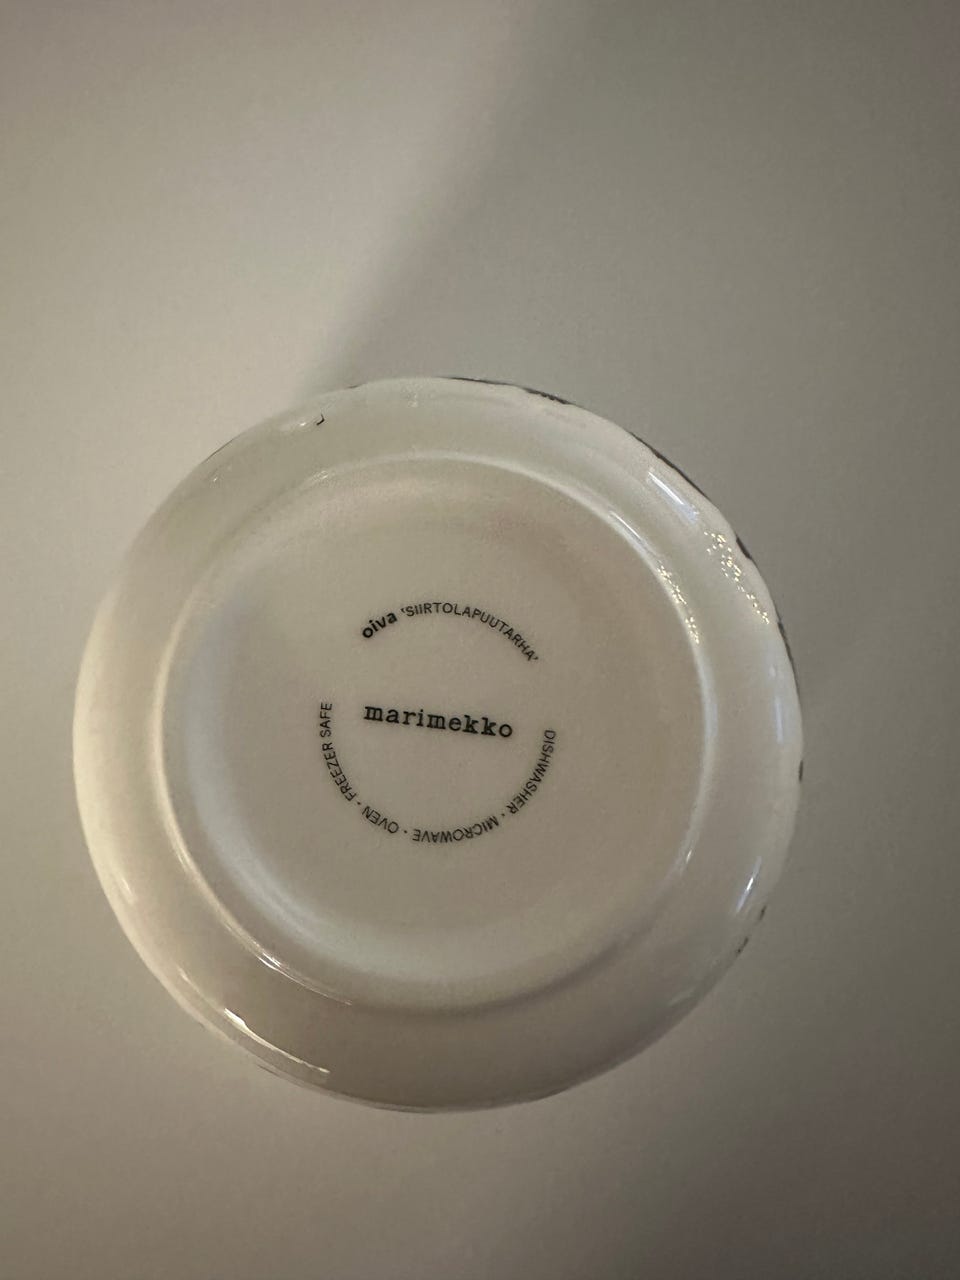 oiva 'SIIRTOLAPUUTARHA'
marimekko
DISHWASHER · MICROWAVE · OVEN · FREEZER SAFE